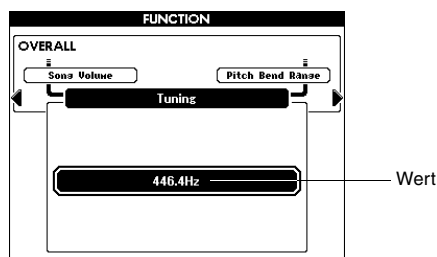 FUNCTION
OVERALL
Song Volume
Pitch Bend Range
Tuning
446.4Hz
Wert